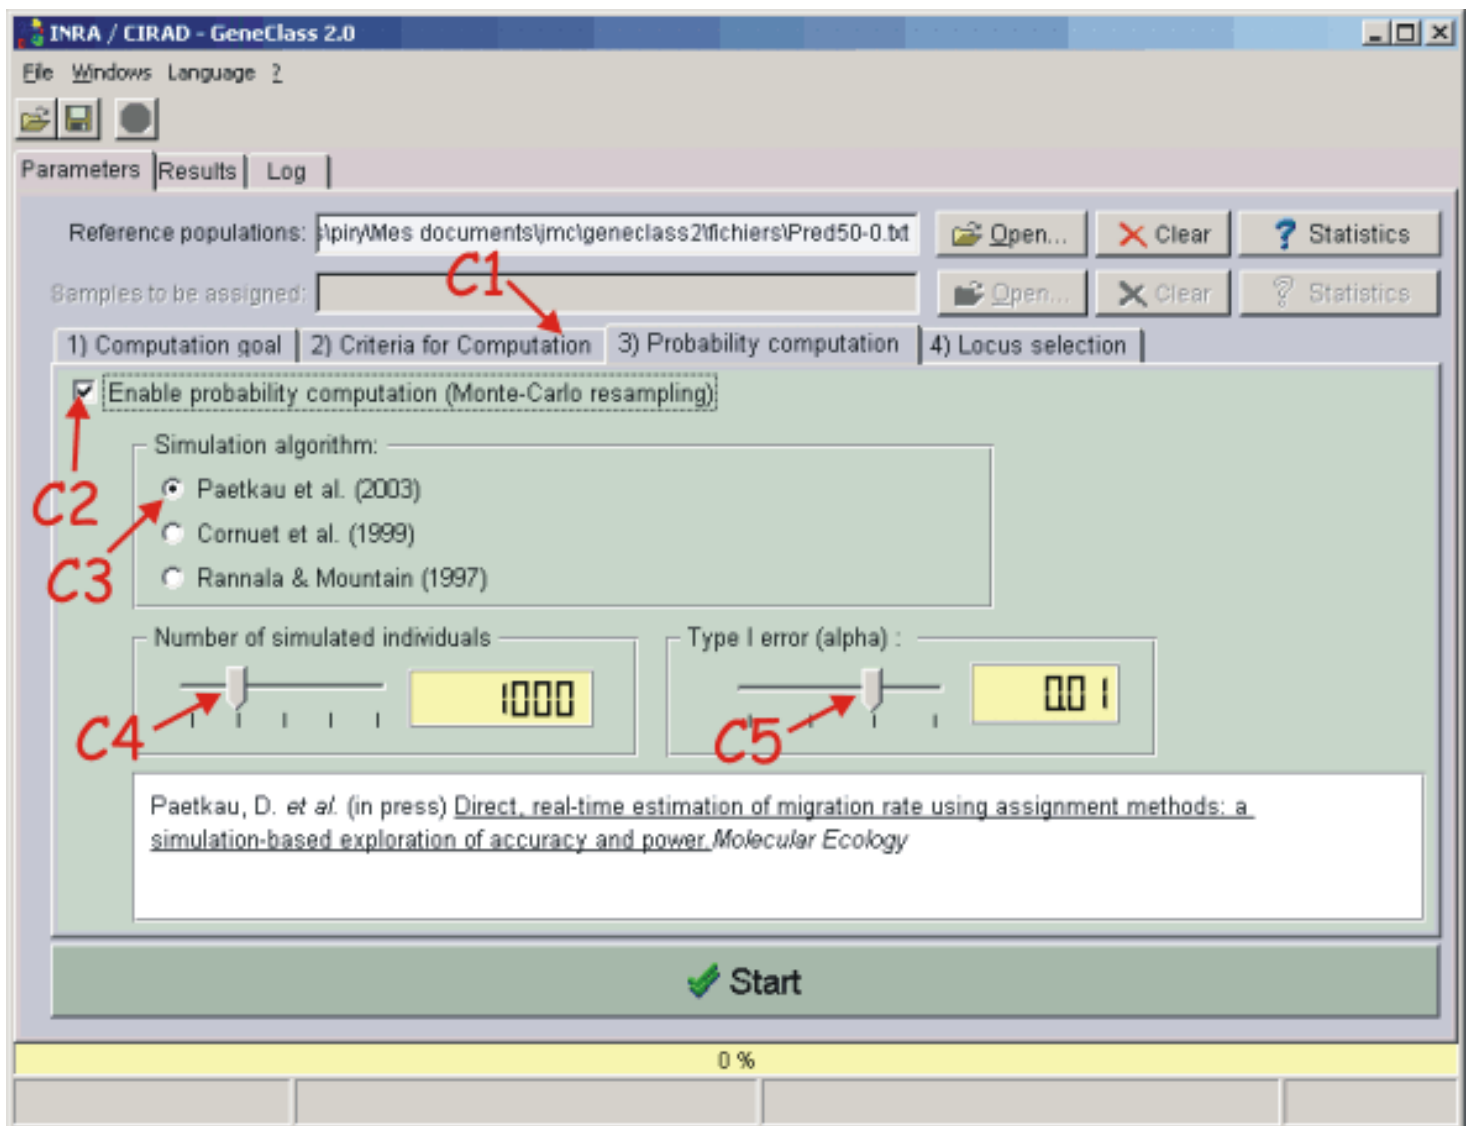 INRA / CIRAD - GeneClass 2.0
File Windows Language ?
Parameters Results Log
Reference populations: s\piry\Mes documents\jmc\geneclass2\fichiers\Pred50-0.txt Open... Clear ? Statistics
C1
Samples to be assigned: Open... Clear ? Statistics
1) Computation goal 2) Criteria for Computation 3) Probability computation 4) Locus selection
Enable probability computation (Monte-Carlo resampling)
Simulation algorithm:
C2
Paetkau et al. (2003)
Cornuet et al. (1999)
C3
Rannala & Mountain (1997)
Number of simulated individuals Type I error (alpha) :
1000 0.01
C4 C5
Paetkau, D. et al. (in press) Direct, real-time estimation of migration rate using assignment methods: a
simulation-based exploration of accuracy and power. Molecular Ecology
Start
0 %